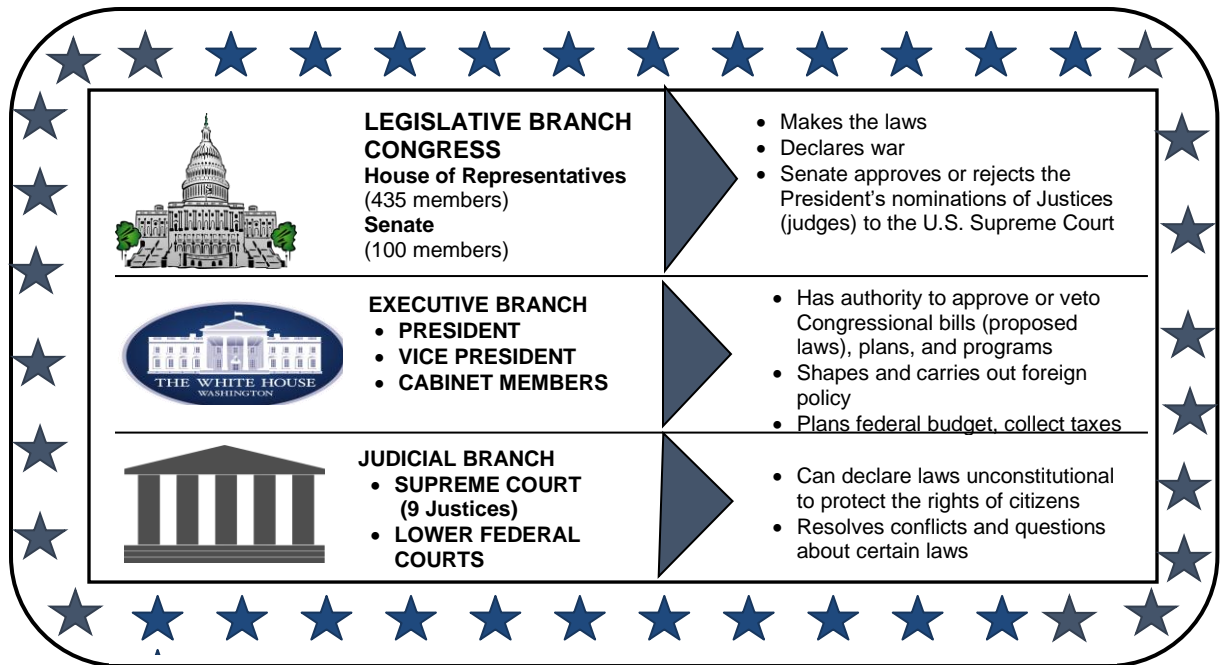 LEGISLATIVE BRANCH
CONGRESS
House of Representatives
(435 members)
Senate
(100 members)
• Makes the laws
• Declares war
• Senate approves or rejects the
President’s nominations of Justices
(judges) to the U.S. Supreme Court
THE WHITE HOUSE
WASHINGTON
EXECUTIVE BRANCH
• PRESIDENT
• VICE PRESIDENT
• CABINET MEMBERS
• Has authority to approve or veto
Congressional bills (proposed
laws), plans, and programs
• Shapes and carries out foreign
policy
• Plans federal budget, collect taxes
JUDICIAL BRANCH
• SUPREME COURT
(9 Justices)
• LOWER FEDERAL
COURTS
• Can declare laws unconstitutional
to protect the rights of citizens
• Resolves conflicts and questions
about certain laws